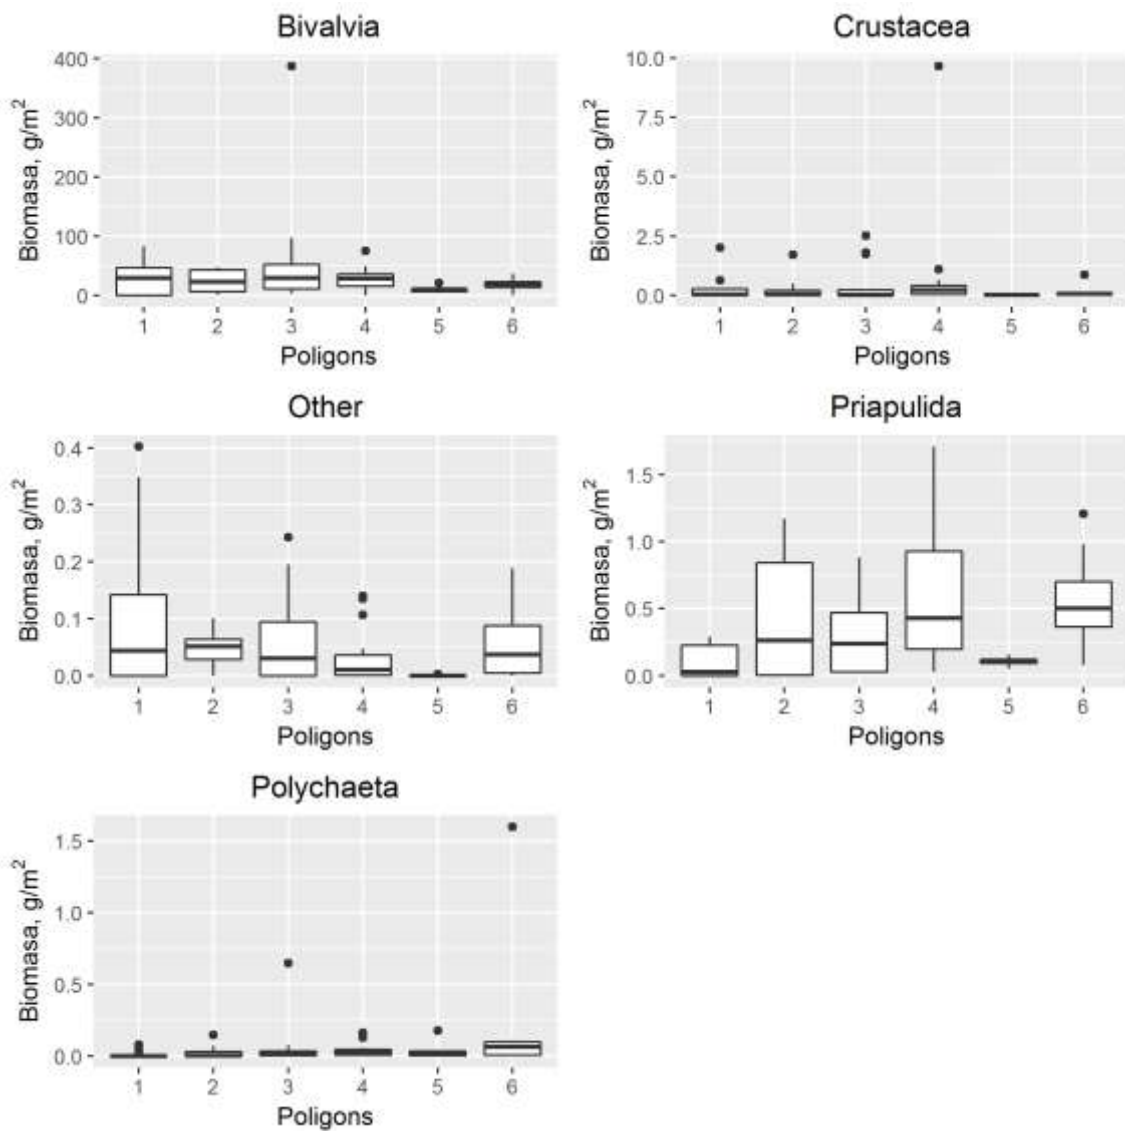 Bivalvia
Biomasa, g/m²
400
300
200
100
0
1 2 3 4 5 6
Poligons
Crustacea
Biomasa, g/m²
10.0
7.5
5.0
2.5
0.0
1 2 3 4 5 6
Poligons
Other
Biomasa, g/m²
0.4
0.3
0.2
0.1
0.0
1 2 3 4 5 6
Poligons
Priapulida
Biomasa, g/m²
1.5
1.0
0.5
0.0
1 2 3 4 5 6
Poligons
Polychaeta
Biomasa, g/m²
1.5
1.0
0.5
0.0
1 2 3 4 5 6
Poligons